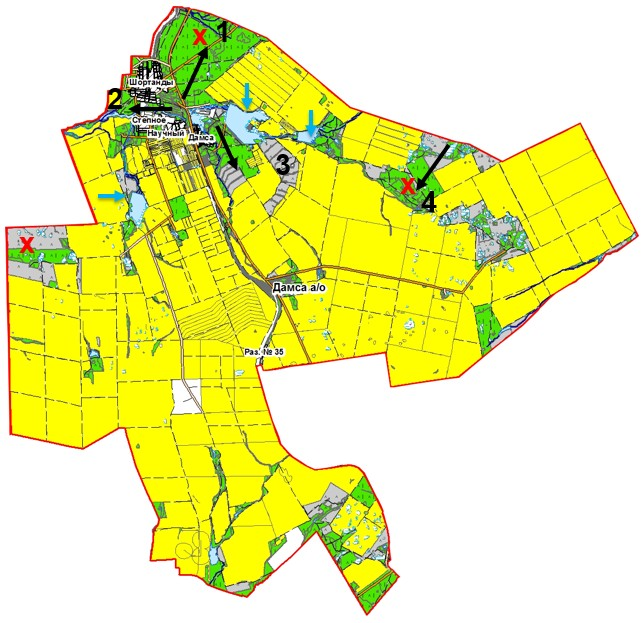 X
1
Шортанды
2
Степное
Научный
Дамса
3
X
4
X
Дамса а/о
Раз. № 35